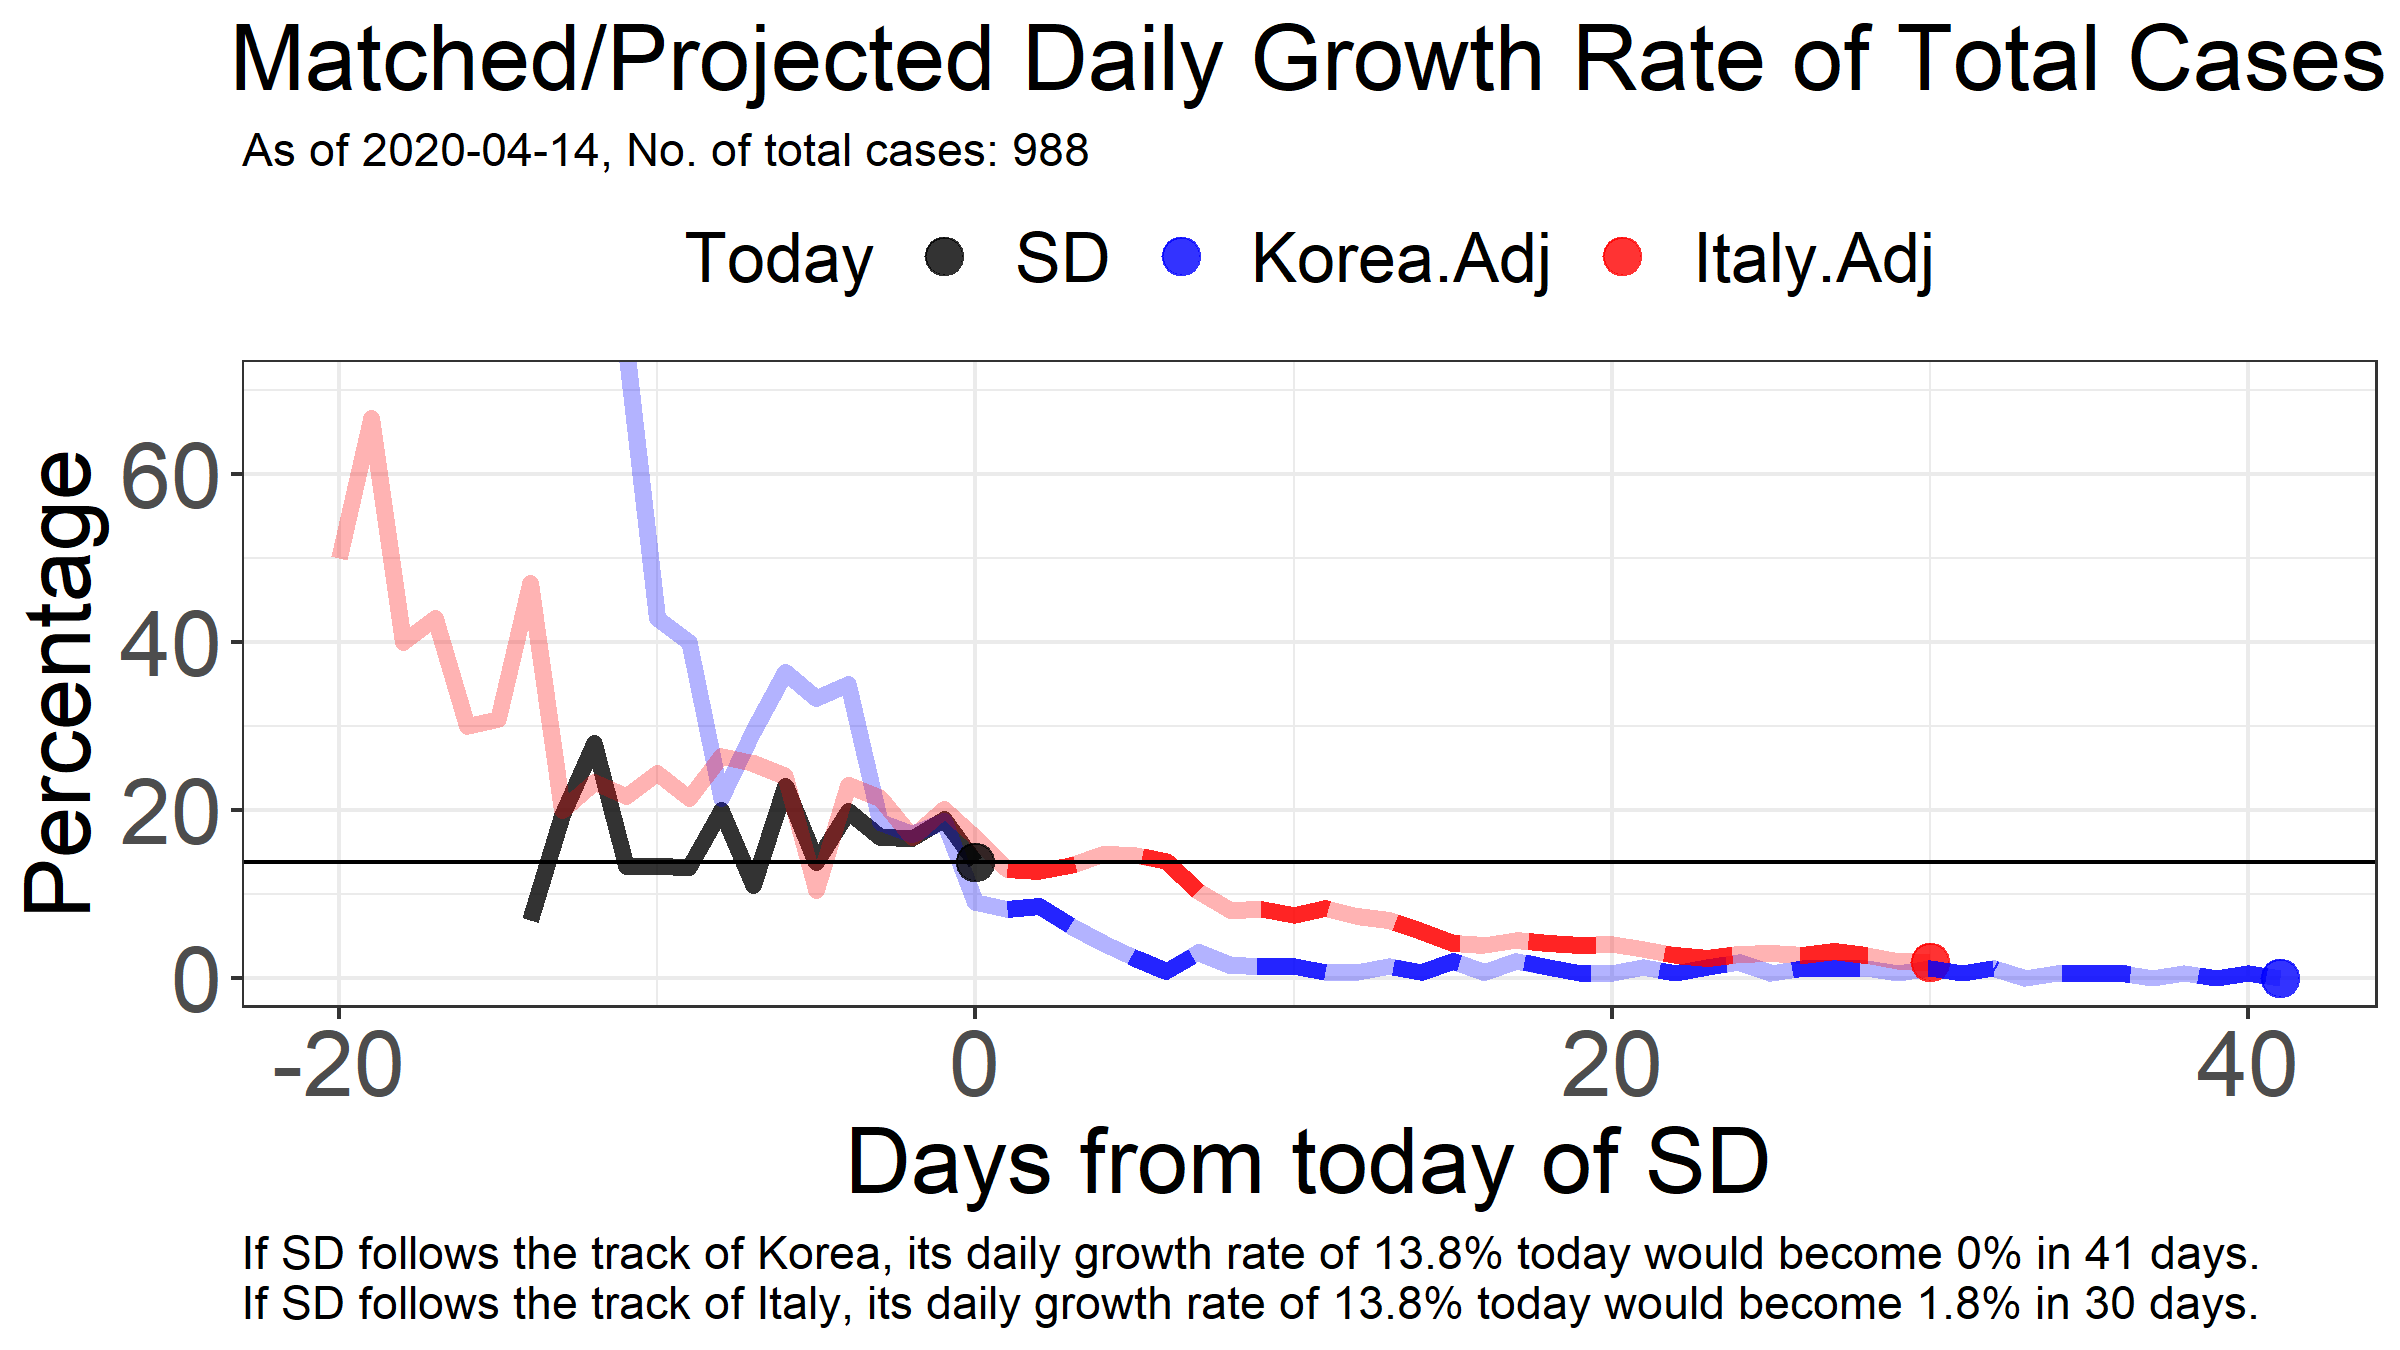 Matched/Projected Daily Growth Rate of Total Cases
As of 2020-04-14, No. of total cases: 988
Today SD Korea.Adj Italy.Adj
Percentage
60
40
20
0
-20 0 20 40
Days from today of SD
If SD follows the track of Korea, its daily growth rate of 13.8% today would become 0% in 41 days.
If SD follows the track of Italy, its daily growth rate of 13.8% today would become 1.8% in 30 days.